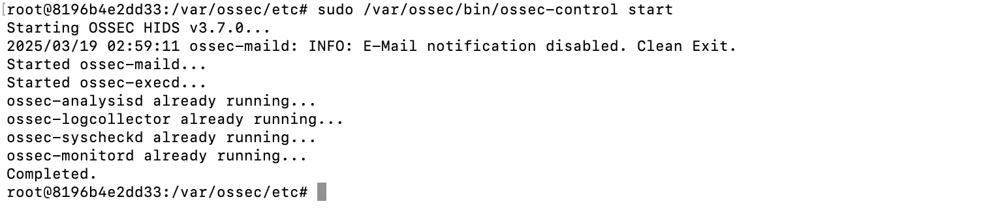 [root@8196b4e2dd33:/var/ossec/etc# sudo /var/ossec/bin/ossec-control start
Starting OSSEC HIDS v3.7.0...
2025/03/19 02:59:11 ossec-maild: INFO: E-Mail notification disabled. Clean Exit.
Started ossec-maild...
Started ossec-execd...
ossec-analysisd already running...
ossec-logcollector already running...
ossec-syscheckd already running...
ossec-monitord already running...
Completed.
root@8196b4e2dd33:/var/ossec/etc#